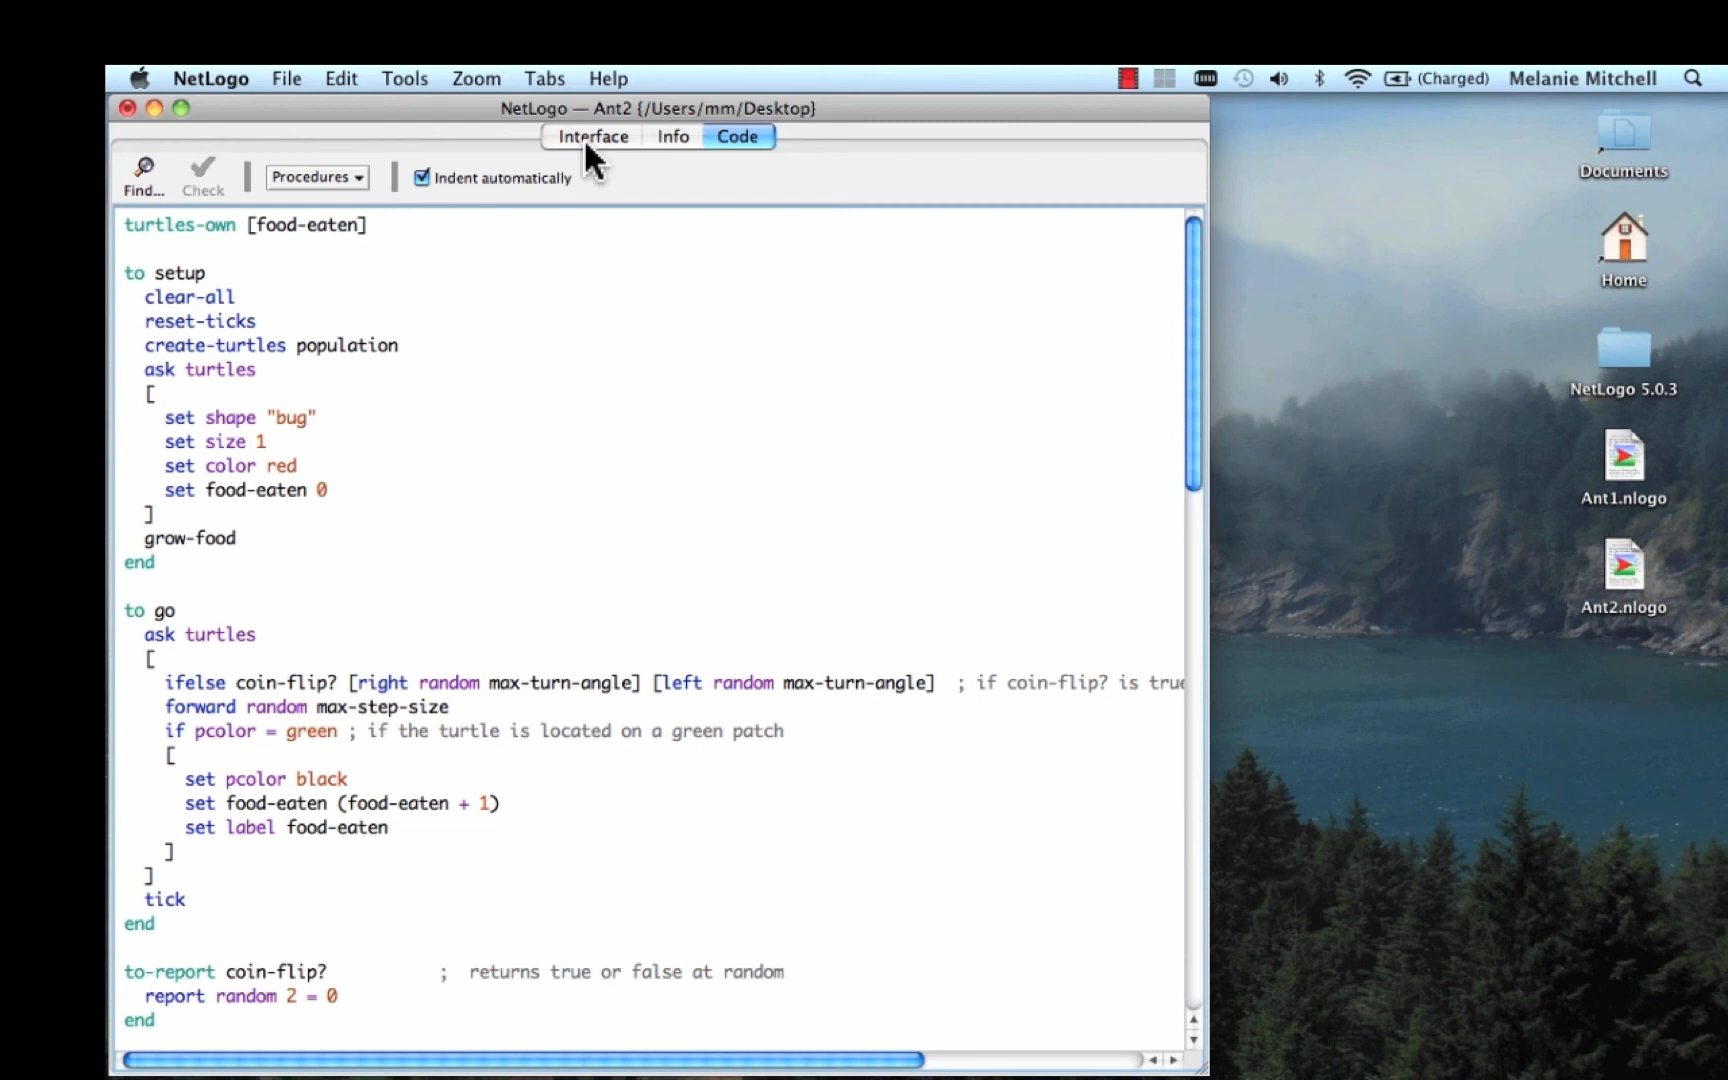 NetLogo File Edit Tools Zoom Tabs Help (Charged) Melanie Mitchell
NetLogo — Ant2 {/Users/mm/Desktop}
Interface Info Code
Find... Check Procedures Indent automatically
turtles-own [food-eaten]
to setup
clear-all
reset-ticks
create-turtles population
ask turtles
[
set shape "bug"
set size 1
set color red
set food-eaten 0
]
grow-food
end
to go
ask turtles
[
ifelse coin-flip? [right random max-turn-angle] [left random max-turn-angle] ; if coin-flip? is true
forward random max-step-size
if pcolor = green ; if the turtle is located on a green patch
[
set pcolor black
set food-eaten (food-eaten + 1)
set label food-eaten
]
]
tick
end
to-report coin-flip? ; returns true or false at random
report random 2 = 0
end
Documents
Home
NetLogo 5.0.3
Ant1.nlogo
Ant2.nlogo